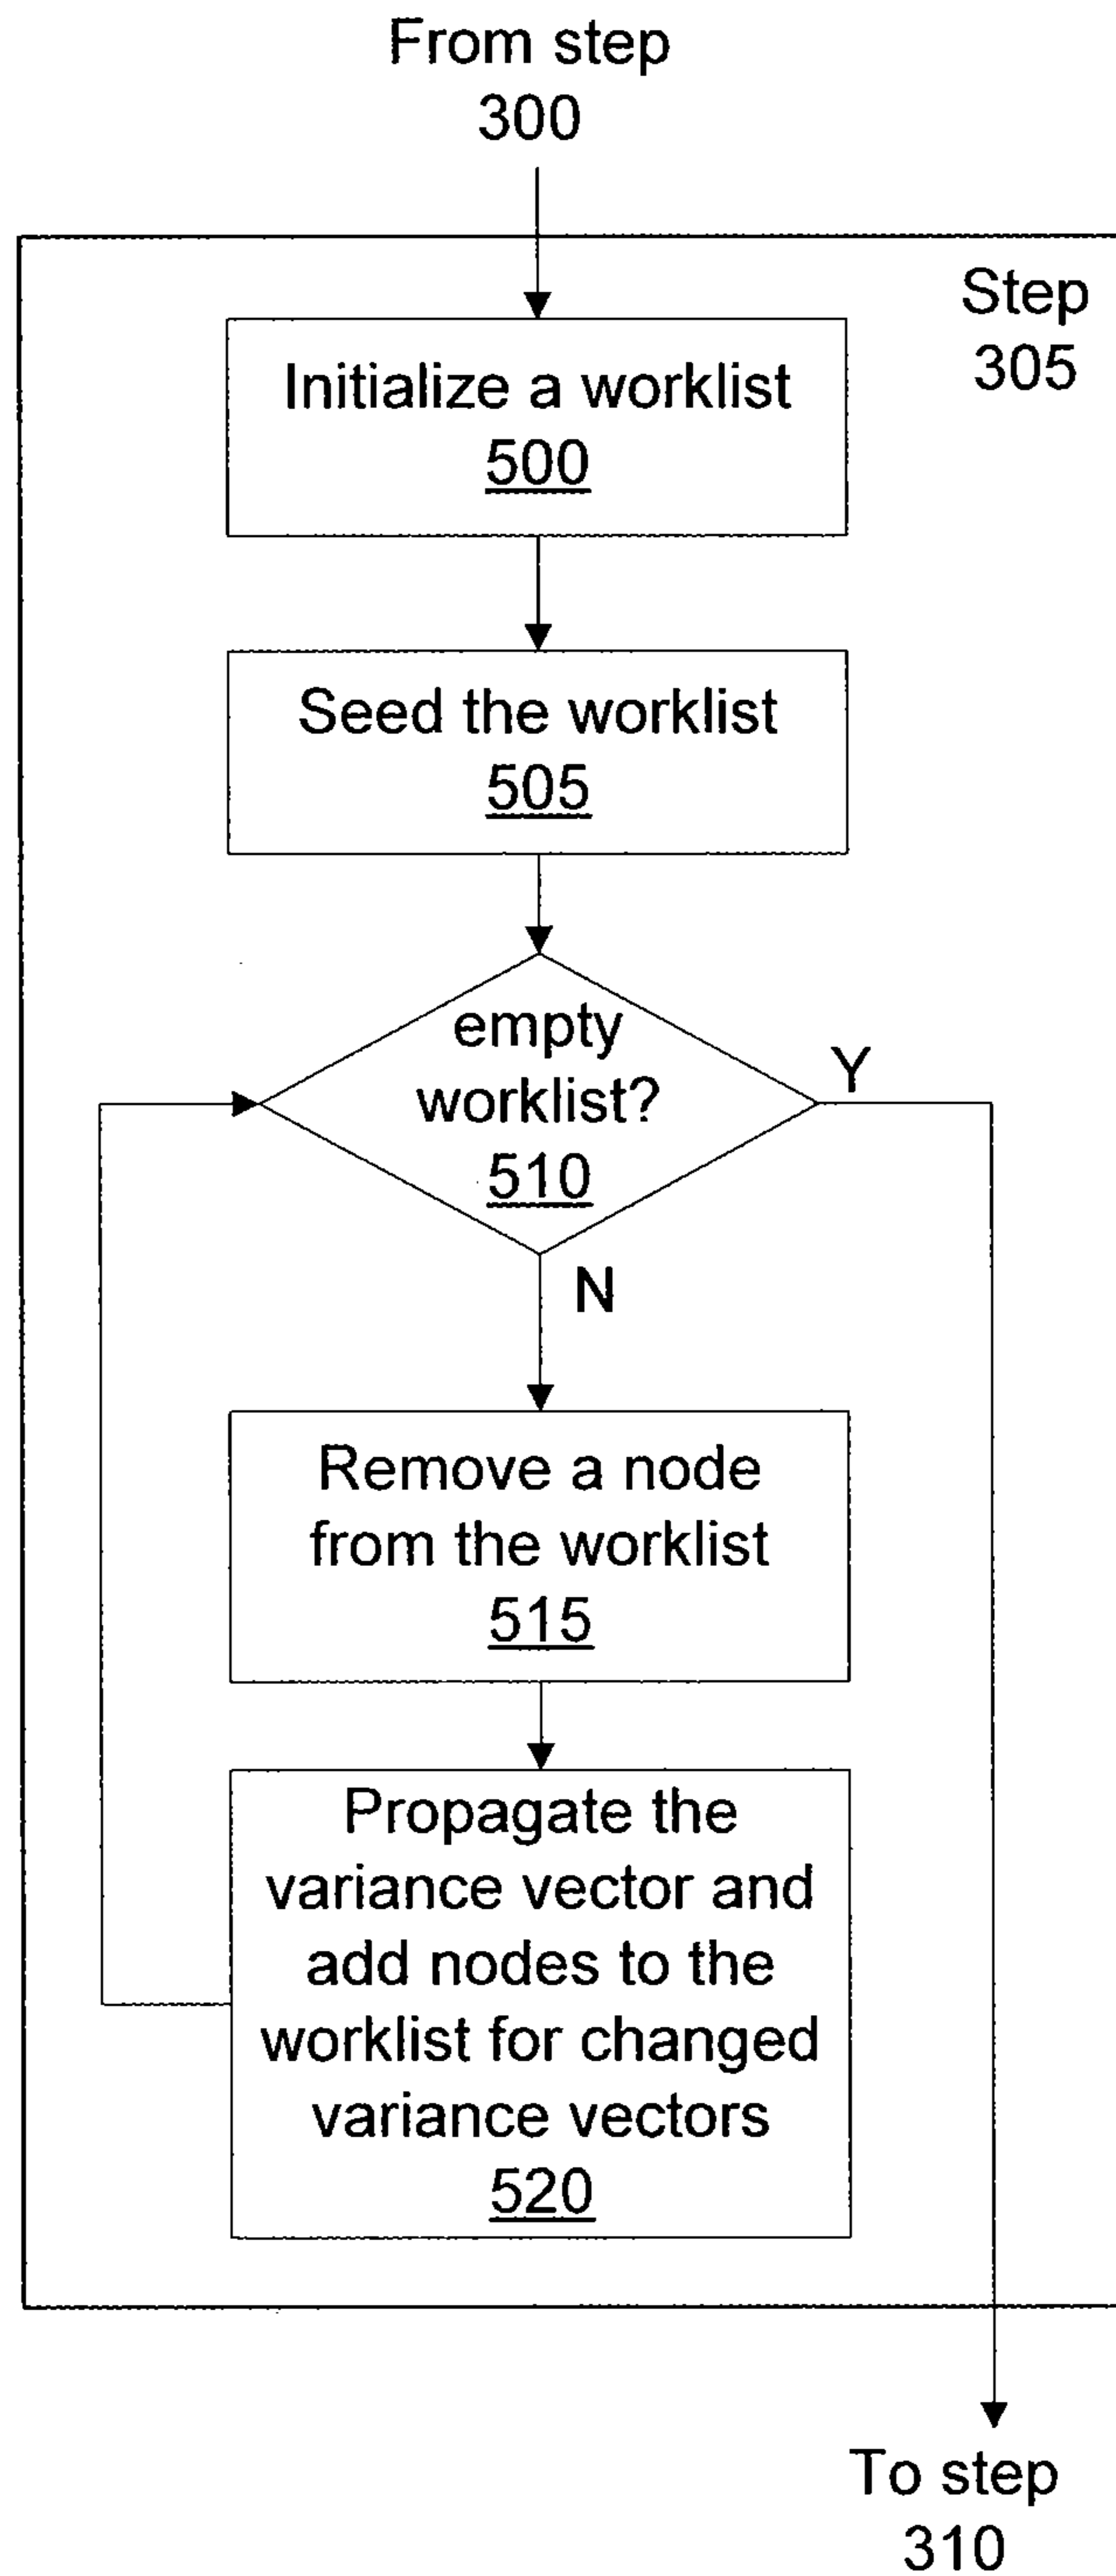 From step
300
Step
305
Initialize a worklist
500
Seed the worklist
505
empty
worklist?
510
Y
N
Remove a node
from the worklist
515
Propagate the
variance vector and
add nodes to the
worklist for changed
variance vectors
520
To step
310